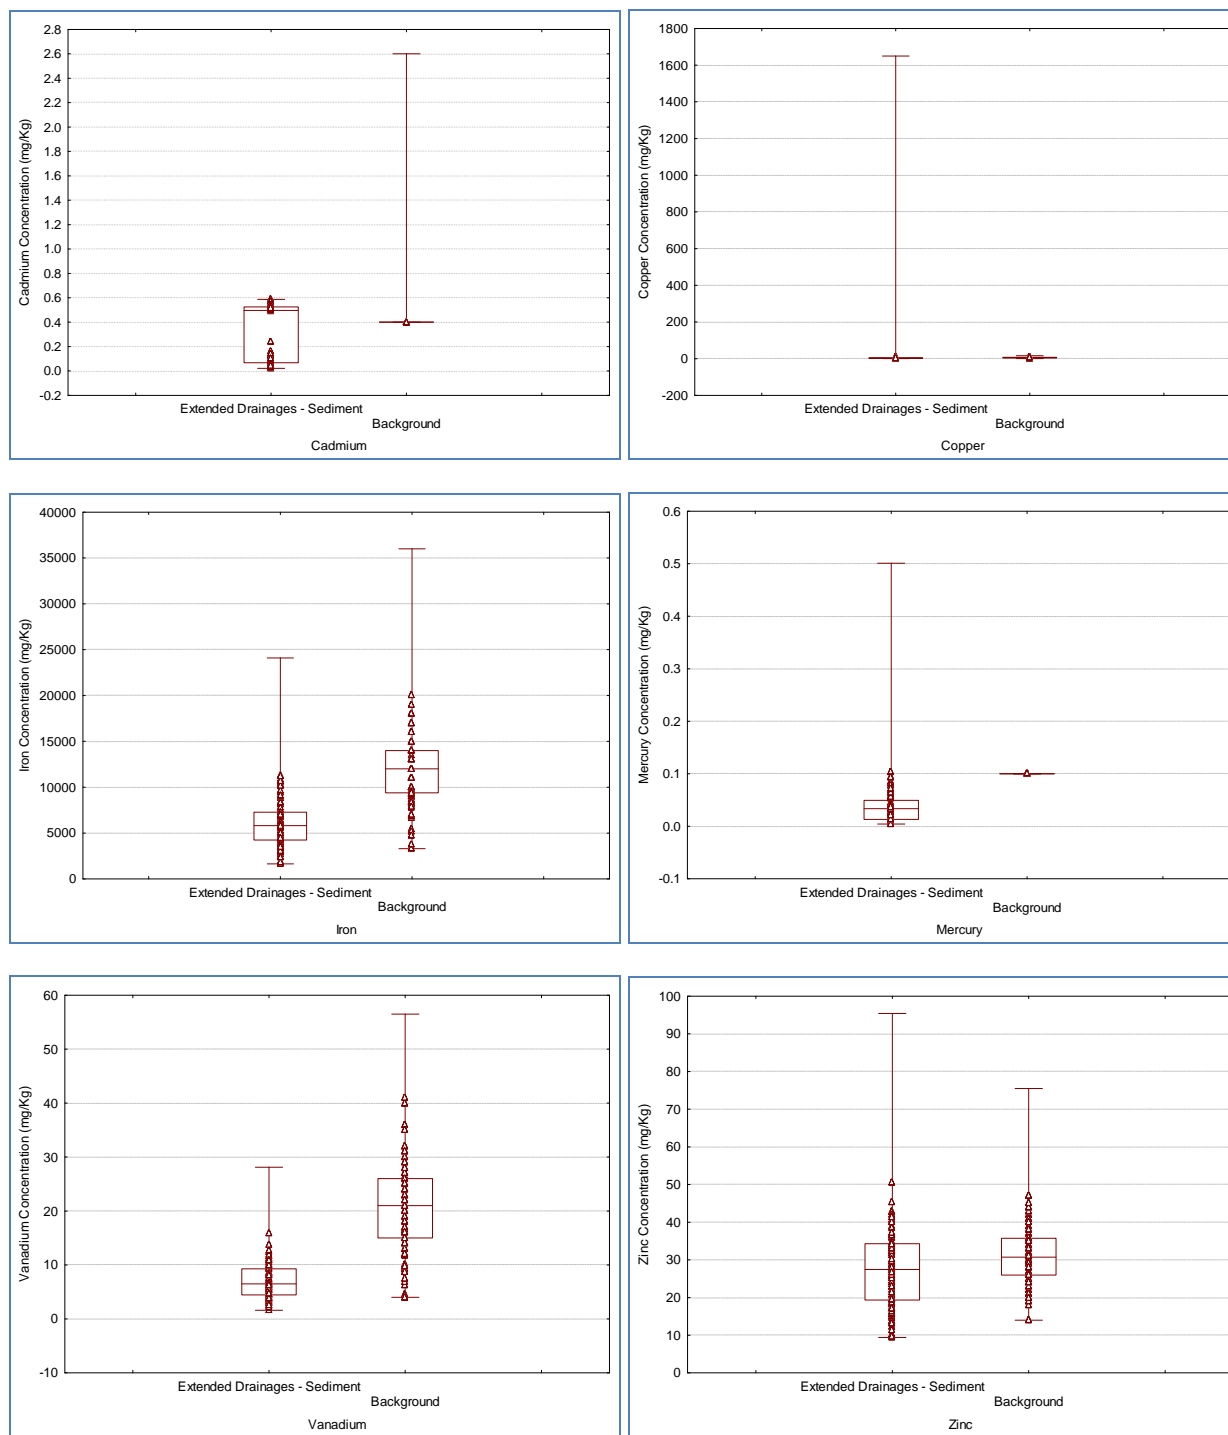 2.8
2.6
2.4
2.2
2.0
1.8
1.6
1.4
1.2
1.0
0.8
0.6
0.4
0.2
0.0
-0.2
Cadmium Concentration (mg/Kg)
Extended Drainages - Sediment
Background
Cadmium
1800
1600
1400
1200
1000
800
600
400
200
0
-200
Copper Concentration (mg/Kg)
Extended Drainages - Sediment
Background
Copper
40000
35000
30000
25000
20000
15000
10000
5000
0
Iron Concentration (mg/Kg)
Extended Drainages - Sediment
Background
Iron
0.6
0.5
0.4
0.3
0.2
0.1
0.0
-0.1
Mercury Concentration (mg/Kg)
Extended Drainages - Sediment
Background
Mercury
60
50
40
30
20
10
0
-10
Vanadium Concentration (mg/Kg)
Extended Drainages - Sediment
Background
Vanadium
100
90
80
70
60
50
40
30
20
10
0
Zinc Concentration (mg/Kg)
Extended Drainages - Sediment
Background
Zinc